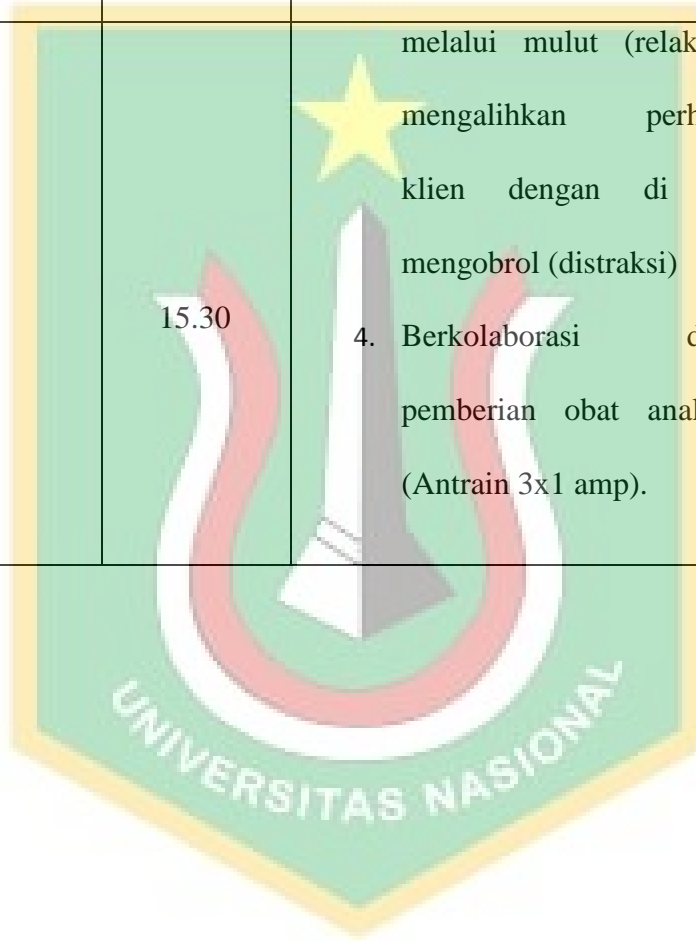 melalui mulut (relak
mengalihkan perh
klien dengan di
mengobrol (distraksi)
15.30
4. Berkolaborasi d
pemberian obat anal
(Antrain 3x1 amp).
UNIVERSITAS NASIONAL